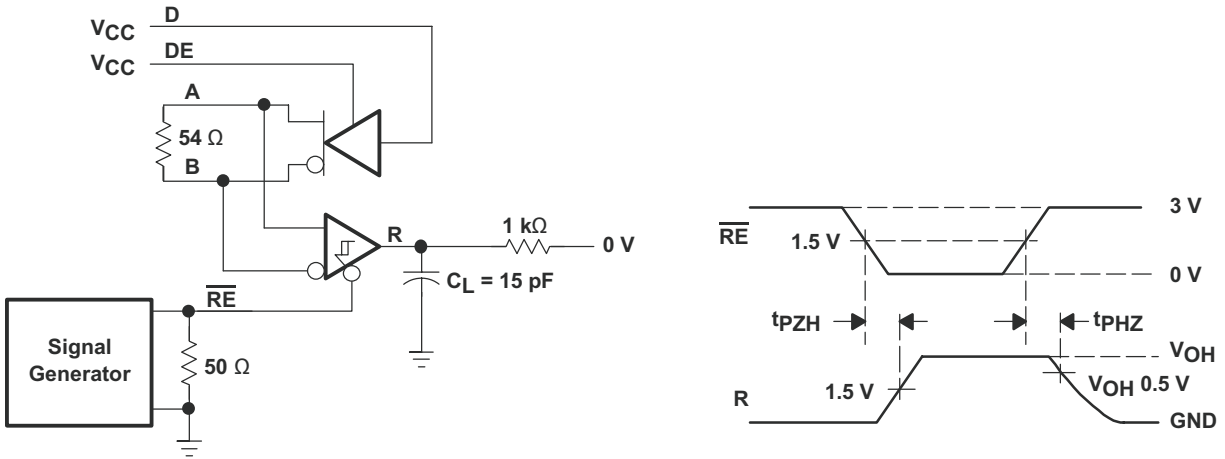 D
VCC
DE
VCC
A
54 Ω
B
R
1 kΩ
0 V
CL = 15 pF
RE
Signal
Generator
50 Ω
3 V
RE
1.5 V
0 V
tPZH
tPHZ
VOH
1.5 V
VOH 0.5 V
R
GND